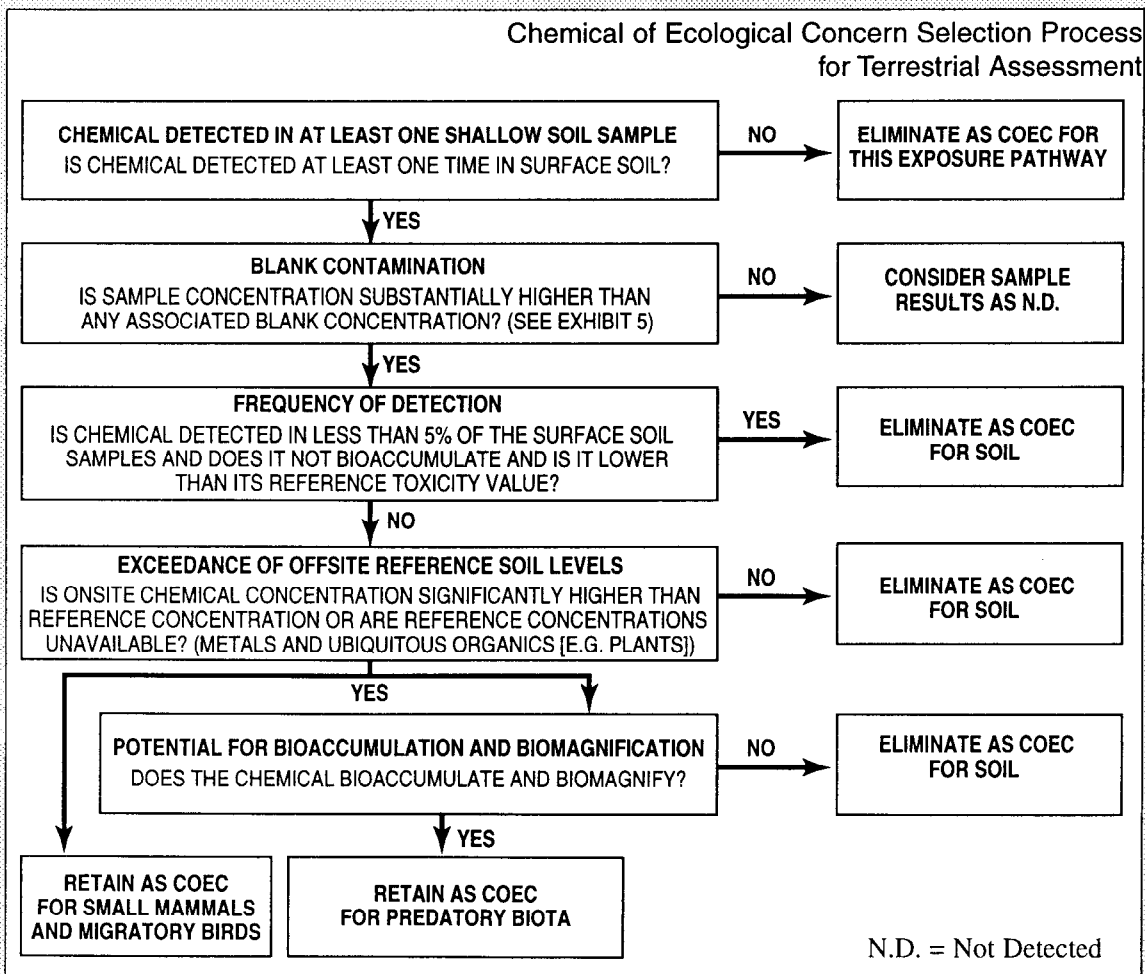 Chemical of Ecological Concern Selection Process
for Terrestrial Assessment
CHEMICAL DETECTED IN AT LEAST ONE SHALLOW SOIL SAMPLE
IS CHEMICAL DETECTED AT LEAST ONE TIME IN SURFACE SOIL?
NO
ELIMINATE AS COEC FOR
THIS EXPOSURE PATHWAY
YES
BLANK CONTAMINATION
IS SAMPLE CONCENTRATION SUBSTANTIALLY HIGHER THAN
ANY ASSOCIATED BLANK CONCENTRATION? (SEE EXHIBIT 5)
NO
CONSIDER SAMPLE
RESULTS AS N.D.
YES
FREQUENCY OF DETECTION
IS CHEMICAL DETECTED IN LESS THAN 5% OF THE SURFACE SOIL
SAMPLES AND DOES IT NOT BIOACCUMULATE AND IS IT LOWER
THAN ITS REFERENCE TOXICITY VALUE?
YES
ELIMINATE AS COEC
FOR SOIL
NO
EXCEEDANCE OF OFFSITE REFERENCE SOIL LEVELS
IS ONSITE CHEMICAL CONCENTRATION SIGNIFICANTLY HIGHER THAN
REFERENCE CONCENTRATION OR ARE REFERENCE CONCENTRATIONS
UNAVAILABLE? (METALS AND UBIQUITOUS ORGANICS [E.G. PLANTS])
NO
ELIMINATE AS COEC
FOR SOIL
YES
POTENTIAL FOR BIOACCUMULATION AND BIOMAGNIFICATION
DOES THE CHEMICAL BIOACCUMULATE AND BIOMAGNIFY?
NO
ELIMINATE AS COEC
FOR SOIL
YES
RETAIN AS COEC
FOR SMALL MAMMALS
AND MIGRATORY BIRDS
RETAIN AS COEC
FOR PREDATORY BIOTA
N.D. = Not Detected